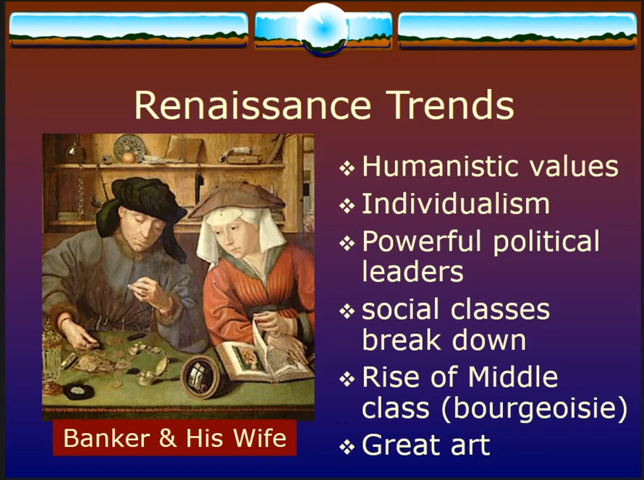 Renaissance Trends
Humanistic values
Individualism
Powerful political
leaders
social classes
break down
Rise of Middle
class (bourgeoisie)
Great art
Banker & His Wife